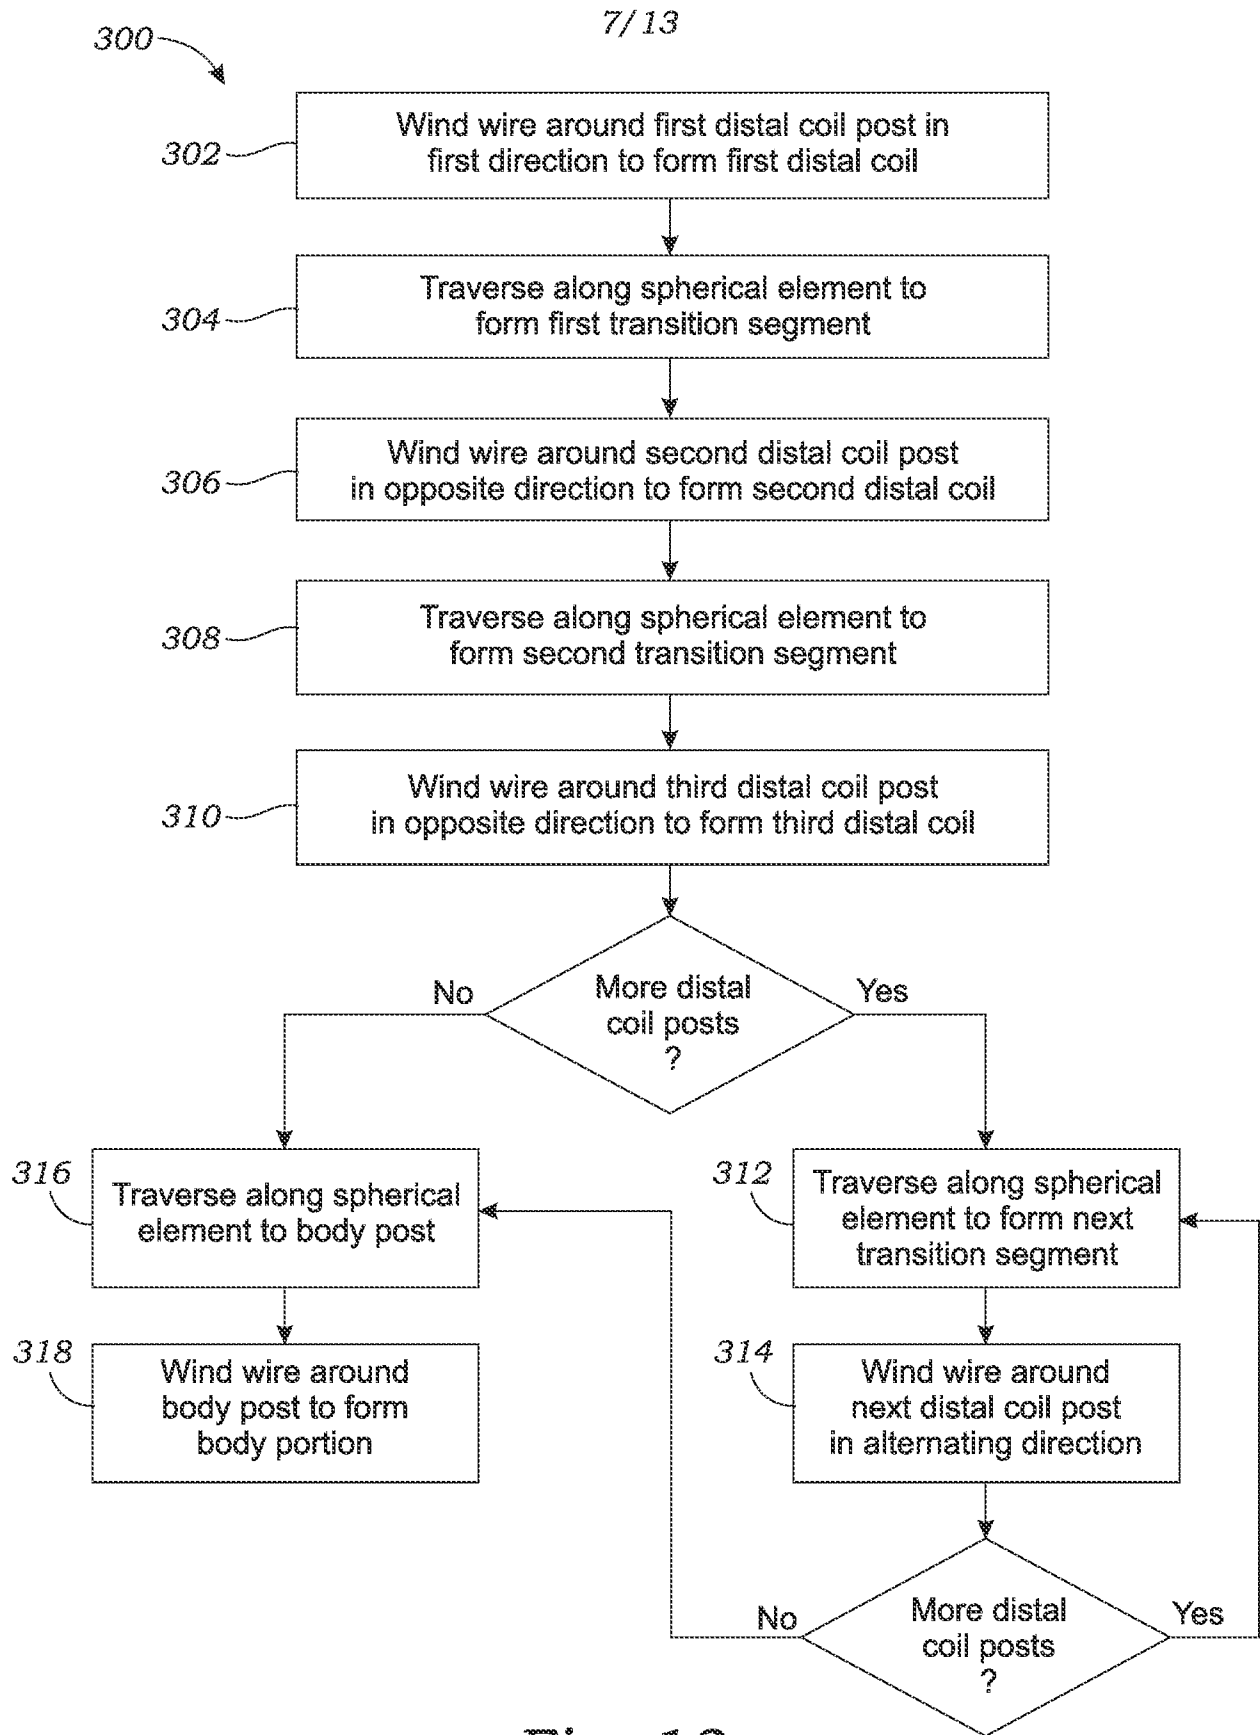 7/13
300
Wind wire around first distal coil post in
first direction to form first distal coil
302
Traverse along spherical element to
form first transition segment
304
Wind wire around second distal coil post
in opposite direction to form second distal coil
306
Traverse along spherical element to
form second transition segment
308
Wind wire around third distal coil post
in opposite direction to form third distal coil
310
No
More distal
coil posts
?
Yes
316
Traverse along spherical
element to body post
312
Traverse along spherical
element to form next
transition segment
318
Wind wire around
body post to form
body portion
314
Wind wire around
next distal coil post
in alternating direction
No
More distal
coil posts
?
Yes